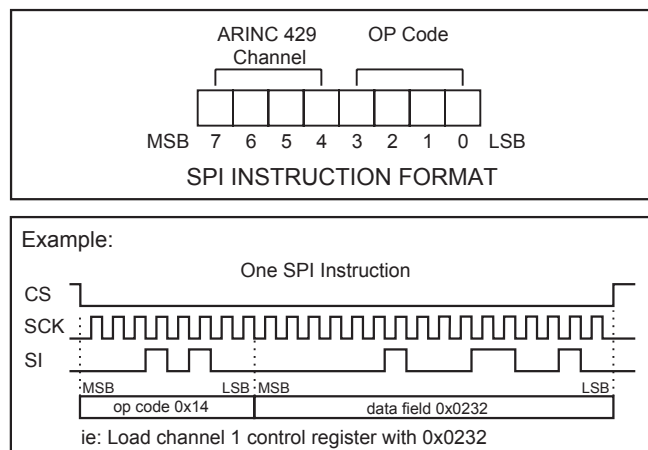 ARINC 429 OP Code
Channel
MSB 7 6 5 4 3 2 1 0 LSB
SPI INSTRUCTION FORMAT
Example:
One SPI Instruction
CS
SCK
SI
MSB LSB MSB LSB
op code 0x14 data field 0x0232
ie: Load channel 1 control register with 0x0232